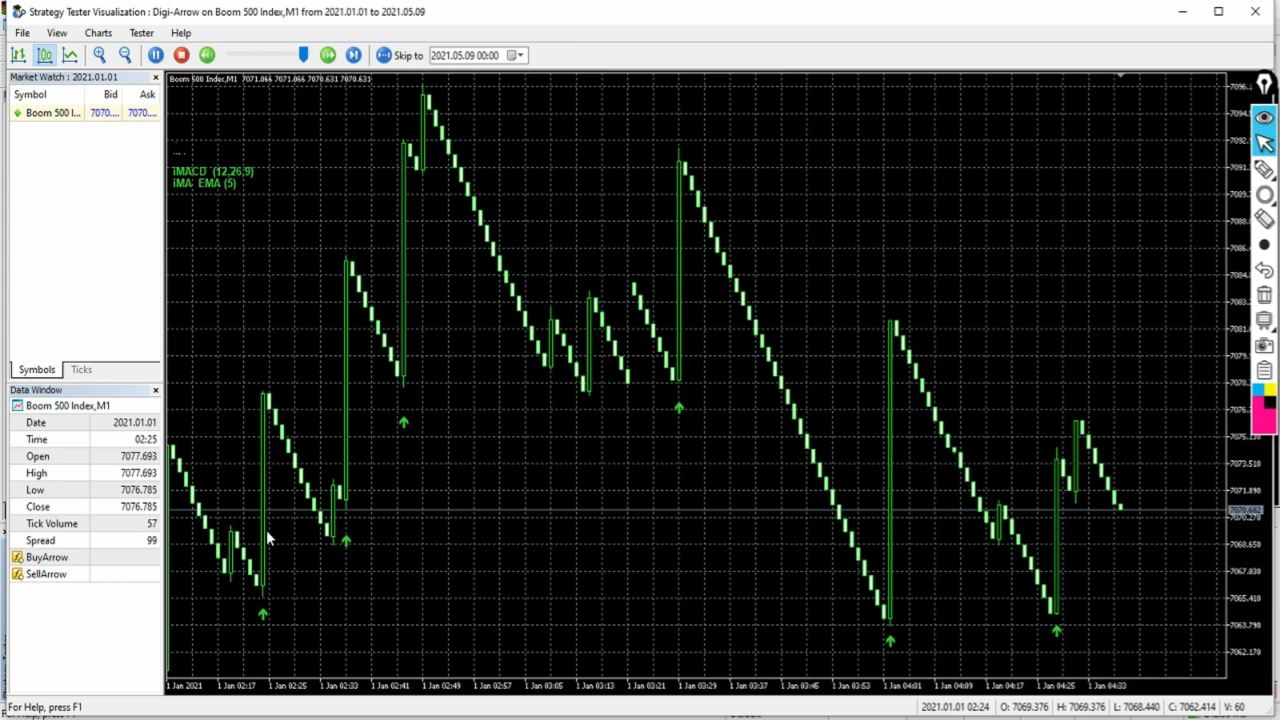 Strategy Tester Visualization : Digi-Arrow on Boom 500 Index,M1 from 2021.01.01 to 2021.05.09
File View Charts Tester Help
Skip to 2021.05.09 00:00
Market Watch : 2021.01.01
Symbol Bid Ask
Boom 500 I... 7070.... 7070....
Symbols Ticks
Data Window
Boom 500 Index,M1
Date 2021.01.01
Time 02:25
Open 7077.693
High 7077.693
Low 7076.785
Close 7076.785
Tick Volume 57
Spread 99
BuyArrow
SellArrow
Boom 500 Index,M1 7071.066 7071.066 7070.631 7070.631
iMACD (12,26,9)
iMA EMA (5)
7075.130
7073.510
7071.890
7070.270
7068.650
7067.030
7065.410
7063.790
7062.170
1 Jan 2021 1 Jan 02:17 1 Jan 02:25 1 Jan 02:33 1 Jan 02:41 1 Jan 02:49 1 Jan 02:57 1 Jan 03:05 1 Jan 03:13 1 Jan 03:21 1 Jan 03:29 1 Jan 03:37 1 Jan 03:45 1 Jan 03:53 1 Jan 04:01 1 Jan 04:09 1 Jan 04:17 1 Jan 04:25 1 Jan 04:33
For Help, press F1
2021.01.01 02:24 O: 7069.376 H: 7069.376 L: 7068.440 C: 7062.414 V: 60